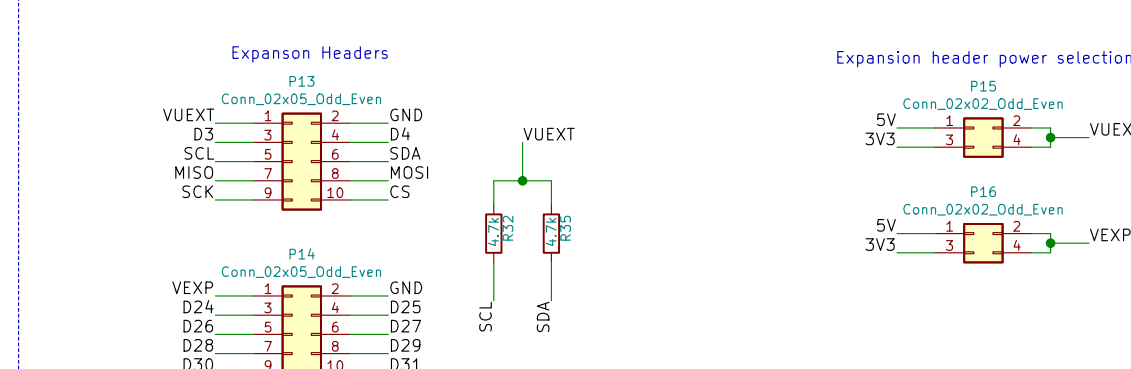 Expanson Headers
P13
Conn_02x05_Odd_Even
VUEXT 1 2 GND
D3 3 4 D4
SCL 5 6 SDA
MISO 7 8 MOSI
SCK 9 10 CS
P14
Conn_02x05_Odd_Even
VEXP 1 2 GND
D24 3 4 D25
D26 5 6 D27
D28 7 8 D29
D30 9 10 D31
VUEXT
4.7k R32
4.7k R35
SCL
SDA
Expansion header power selection
P15
Conn_02x02_Odd_Even
5V 1 2
3V3 3 4
VUEX
P16
Conn_02x02_Odd_Even
5V 1 2
3V3 3 4
VEXP